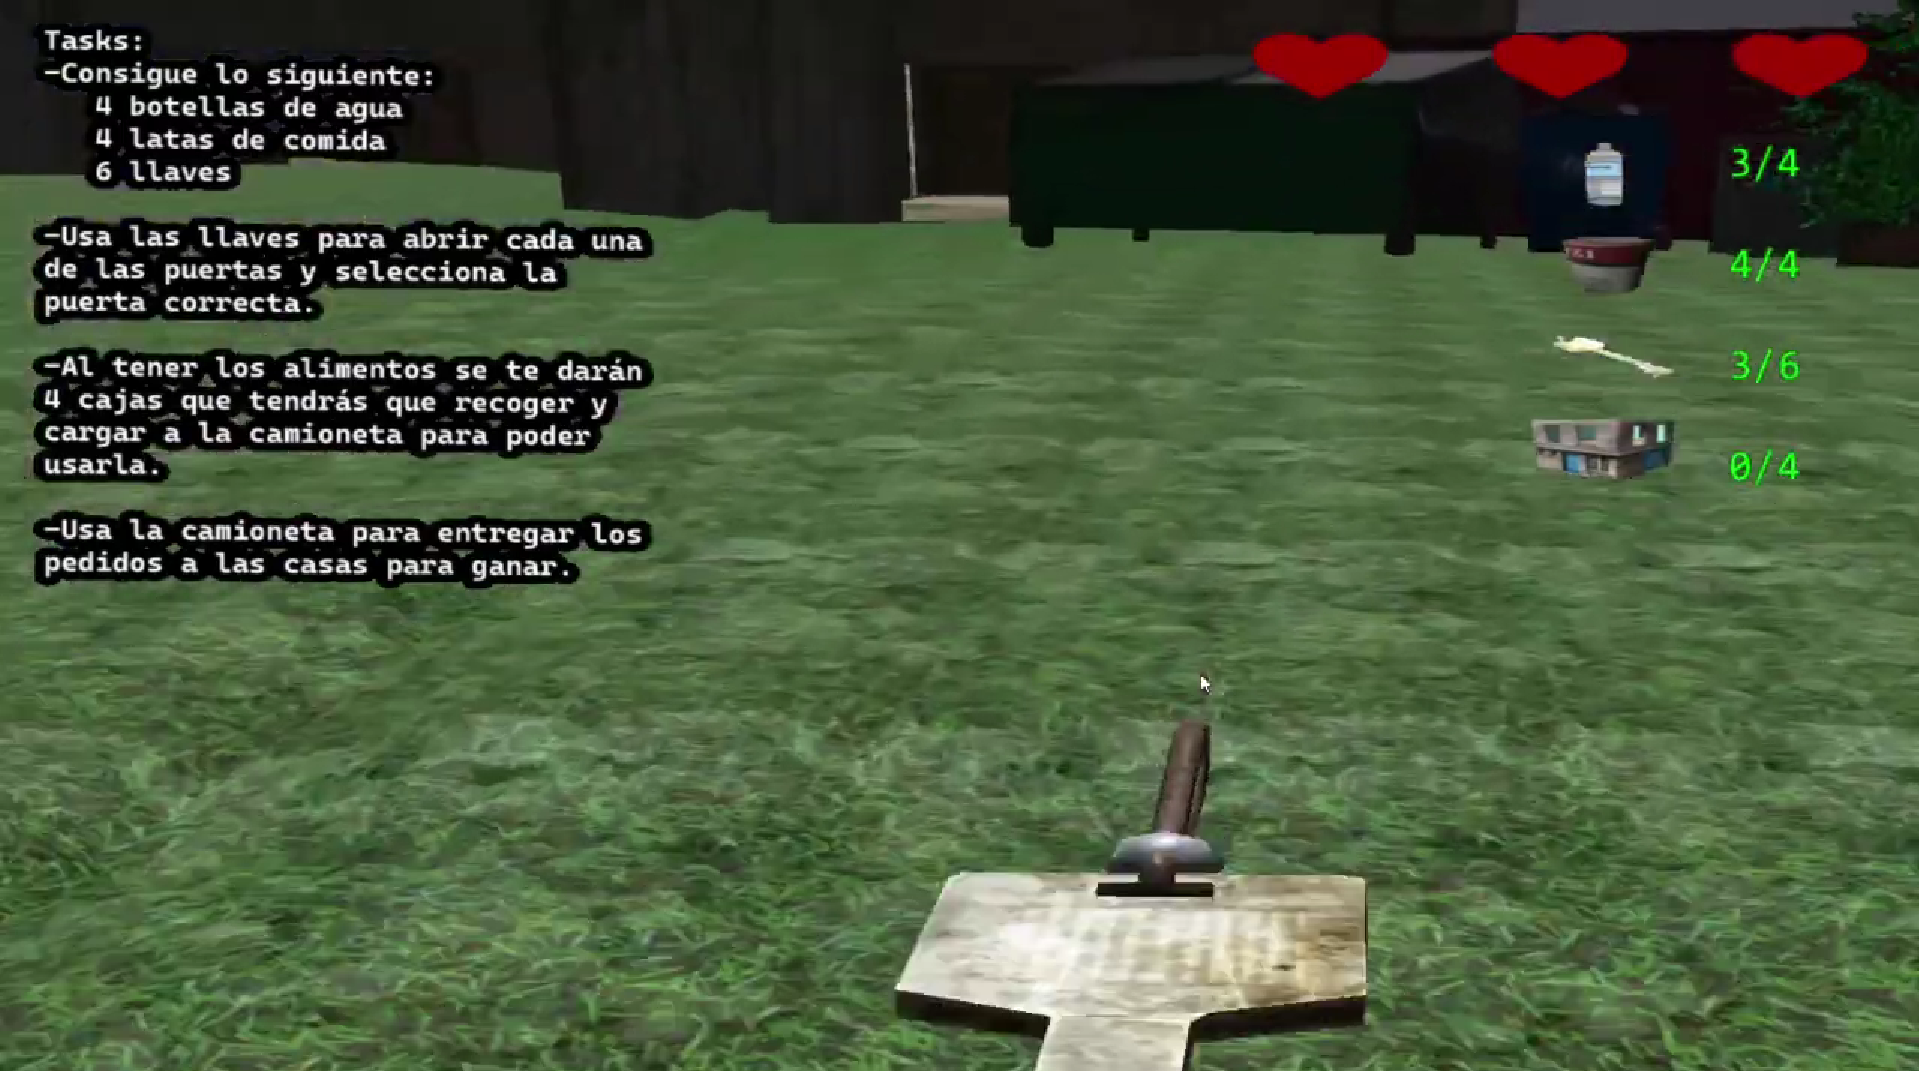 Tasks:
-Consigue lo siguiente:
4 botellas de agua
4 latas de comida
6 llaves
-Usa las llaves para abrir cada una
de las puertas y selecciona la
puerta correcta.
-Al tener los alimentos se te darán
4 cajas que tendrás que recoger y
cargar a la camioneta para poder
usarla.
-Usa la camioneta para entregar los
pedidos a las casas para ganar.
3/4
4/4
3/6
0/4